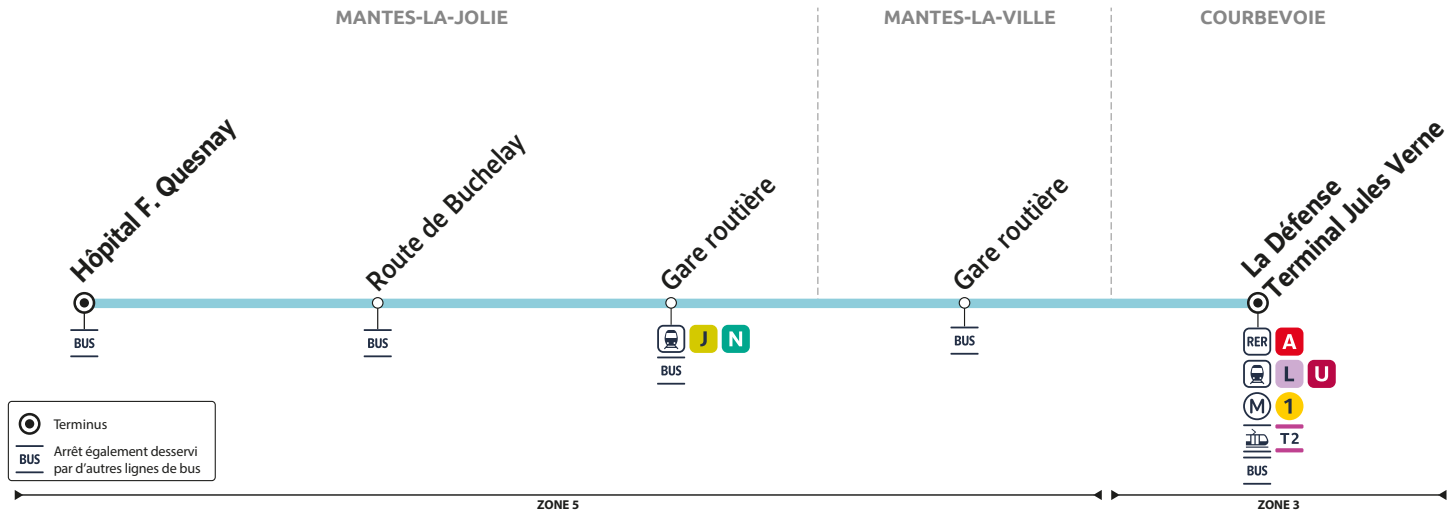 MANTES-LA-JOLIE
MANTES-LA-VILLE
COURBEVOIE
Hôpital F. Quesnay
Route de Buchelay
Gare routière
Gare routière
La Défense
Terminal Jules Verne
BUS
BUS
J N
BUS
BUS
RER A
L U
M 1
T2
BUS
Terminus
BUS Arrêt également desservi
par d'autres lignes de bus
ZONE 5
ZONE 3